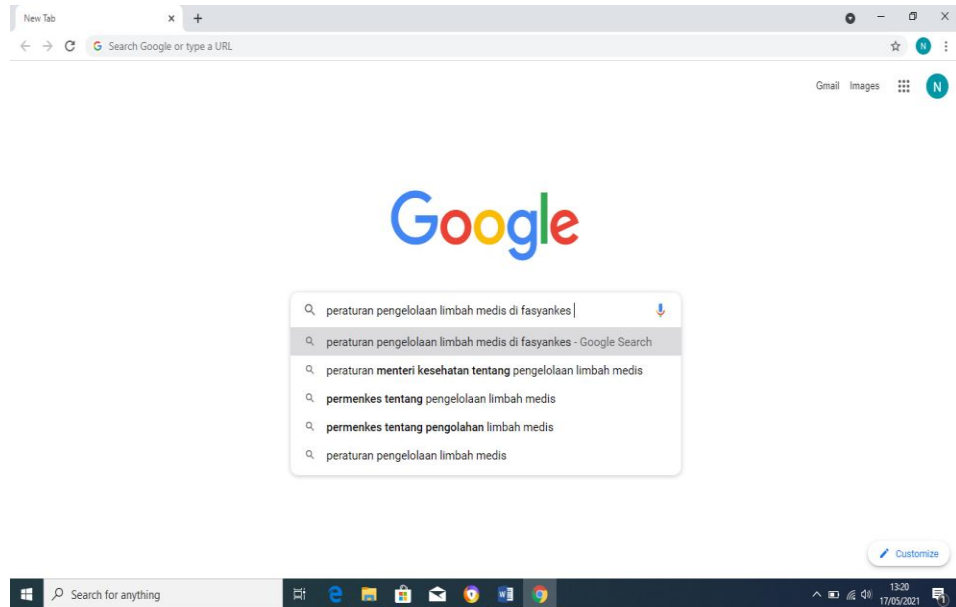 New Tab
Search Google or type a URL
N
Gmail Images N
Google
peraturan pengelolaan limbah medis di fasyankes
peraturan pengelolaan limbah medis di fasyankes - Google Search
peraturan menteri kesehatan tentang pengelolaan limbah medis
permenkes tentang pengelolaan limbah medis
permenkes tentang pengolahan limbah medis
peraturan pengelolaan limbah medis
Customize
Search for anything
13:20
17/05/2021